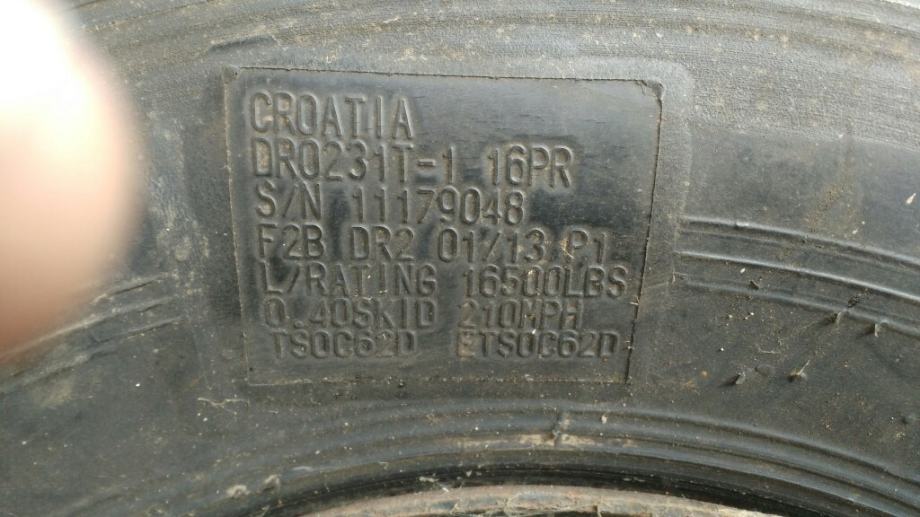 CROATIA
DR0231T-1 16PR
S/N 11179048
F2B DR2 01/13 P1
L/RATING 16500LBS
0.40SKID 210MPH
TSOC62D ETSOC62D